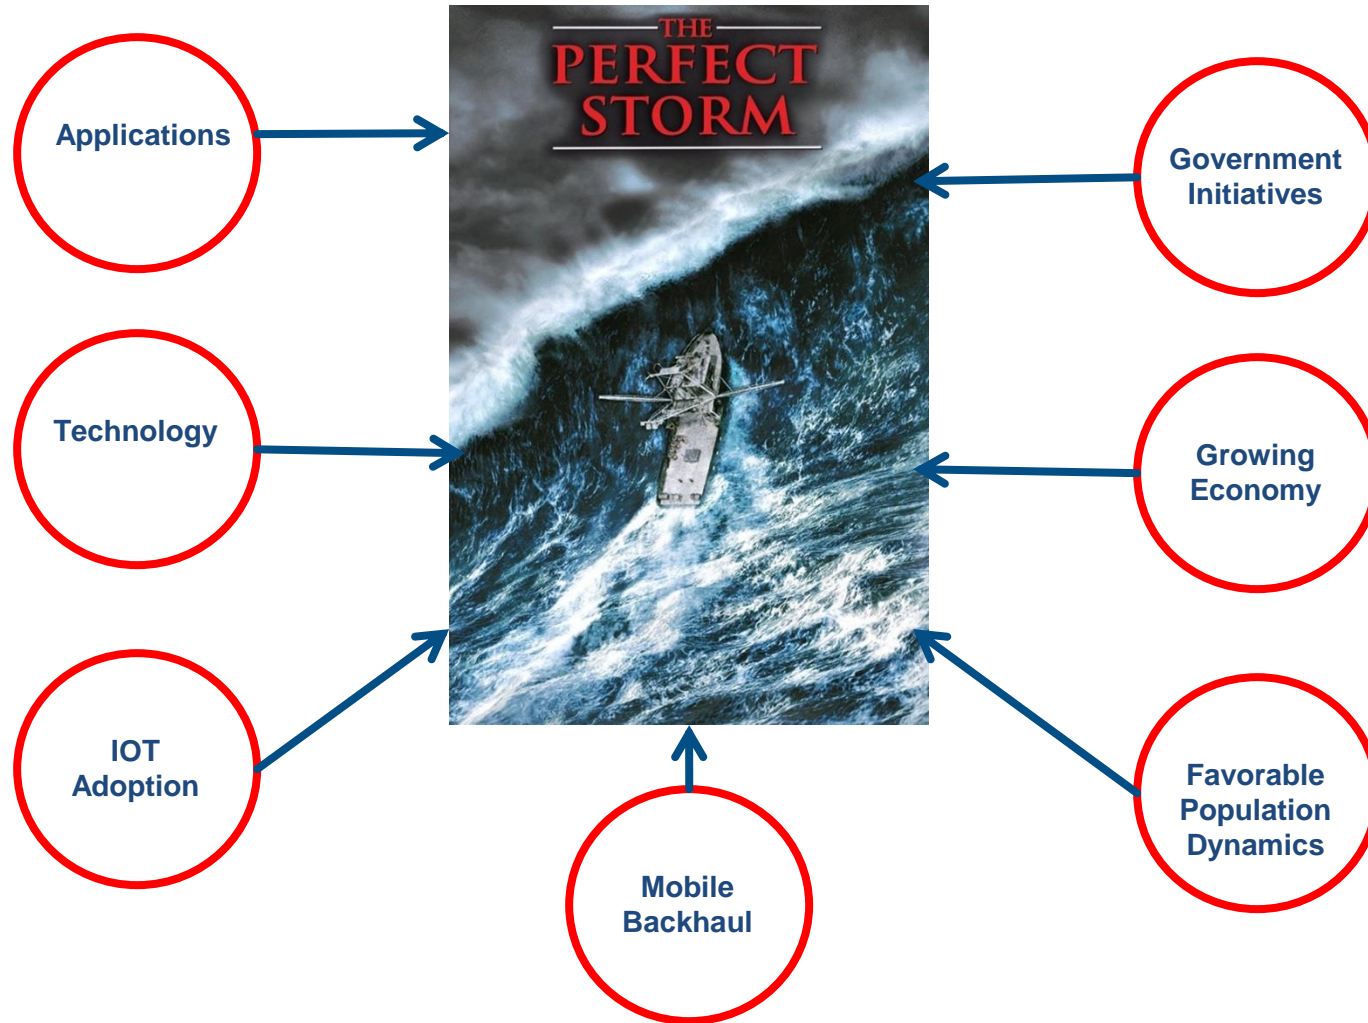 THE
PERFECT
STORM
Applications
Technology
IOT
Adoption
Mobile
Backhaul
Government
Initiatives
Growing
Economy
Favorable
Population
Dynamics